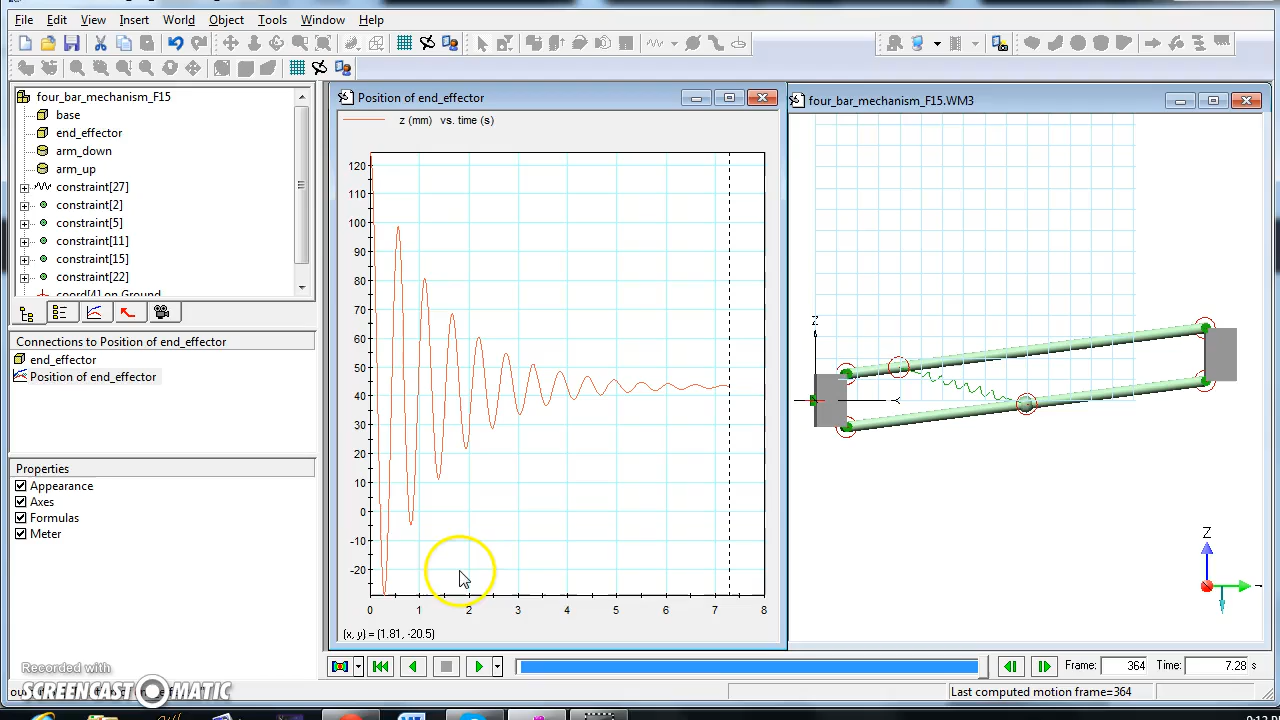 File Edit View Insert World Object Tools Window Help
four_bar_mechanism_F15
base
end_effector
arm_down
arm_up
constraint[27]
constraint[2]
constraint[5]
constraint[11]
constraint[15]
constraint[22]
coord[4] on Ground
Connections to Position of end_effector
end_effector
Position of end_effector
Properties
Appearance
Axes
Formulas
Meter
Position of end_effector
z (mm) vs. time (s)
120
110
100
90
80
70
60
50
40
30
20
10
0
-10
-20
0 1 2 3 4 5 6 7 8
(x, y) = (1.81, -20.5)
four_bar_mechanism_F15.WM3
Z
Y
Z
Frame: 364 Time: 7.28 s
Last computed motion frame=364
Recorded with
SCREENCAST MATIC